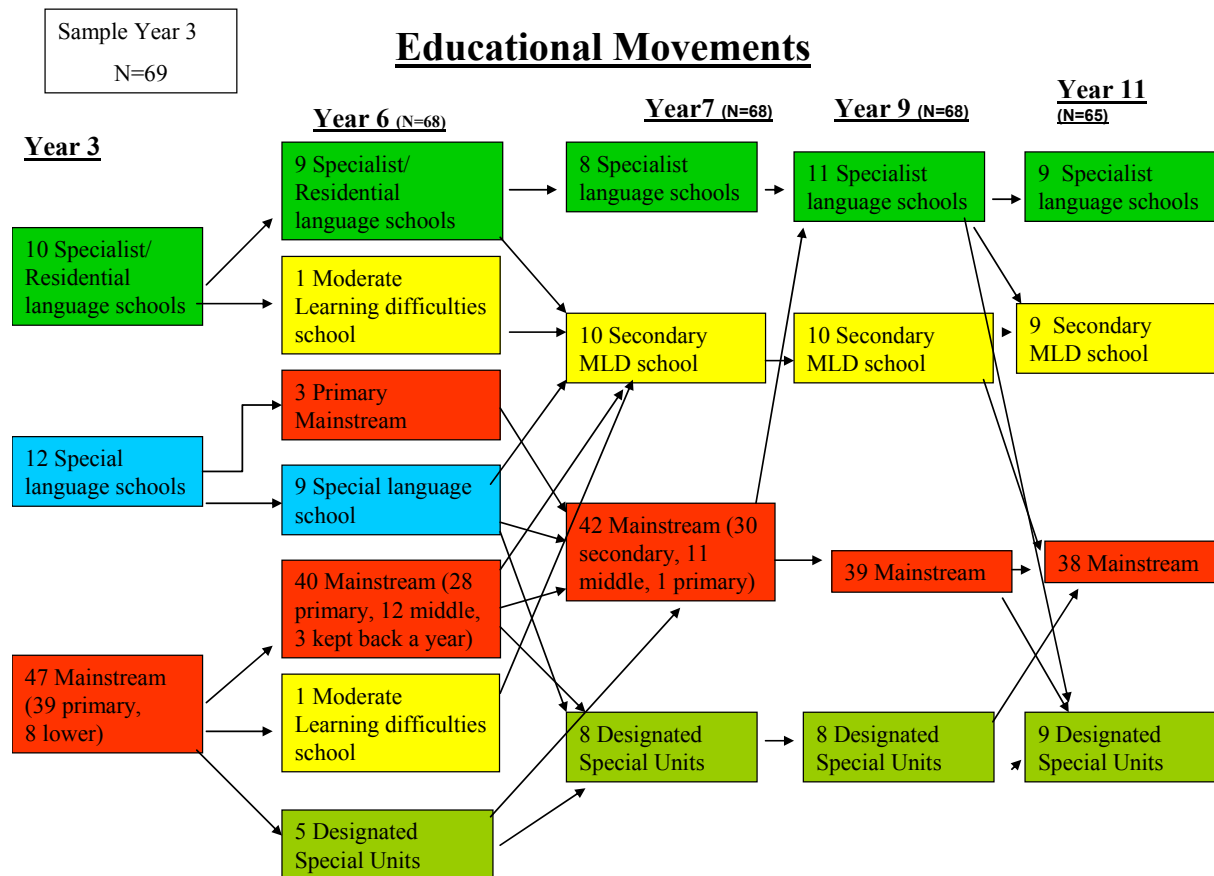 Sample Year 3
N=69
Educational Movements
Year 3
10 Specialist/
Residential
language schools
12 Special
language schools
47 Mainstream
(39 primary,
8 lower)
Year 6 (N=68)
9 Specialist/
Residential
language schools
1 Moderate
Learning difficulties
school
3 Primary
Mainstream
9 Special language
school
40 Mainstream (28
primary, 12 middle,
3 kept back a year)
1 Moderate
Learning difficulties
school
5 Designated
Special Units
Year7 (N=68)
8 Specialist
language schools
10 Secondary
MLD school
42 Mainstream (30
secondary, 11
middle, 1 primary)
8 Designated
Special Units
Year 9 (N=68)
11 Specialist
language schools
10 Secondary
MLD school
39 Mainstream
8 Designated
Special Units
Year 11
(N=65)
9 Specialist
language schools
9 Secondary
MLD school
38 Mainstream
9 Designated
Special Units